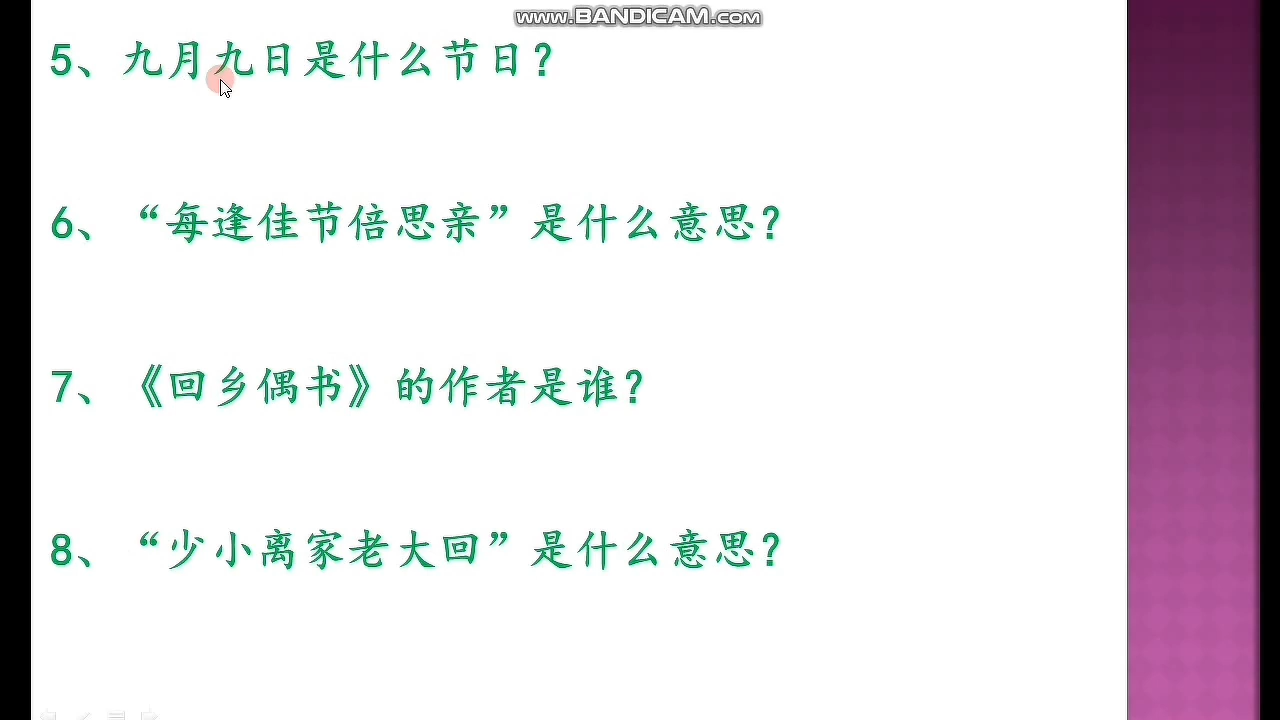 www.BANDICAM.com
5、九月九日是什么节日？
6、“每逢佳节倍思亲”是什么意思？
7、《回乡偶书》的作者是谁？
8、“少小离家老大回”是什么意思？